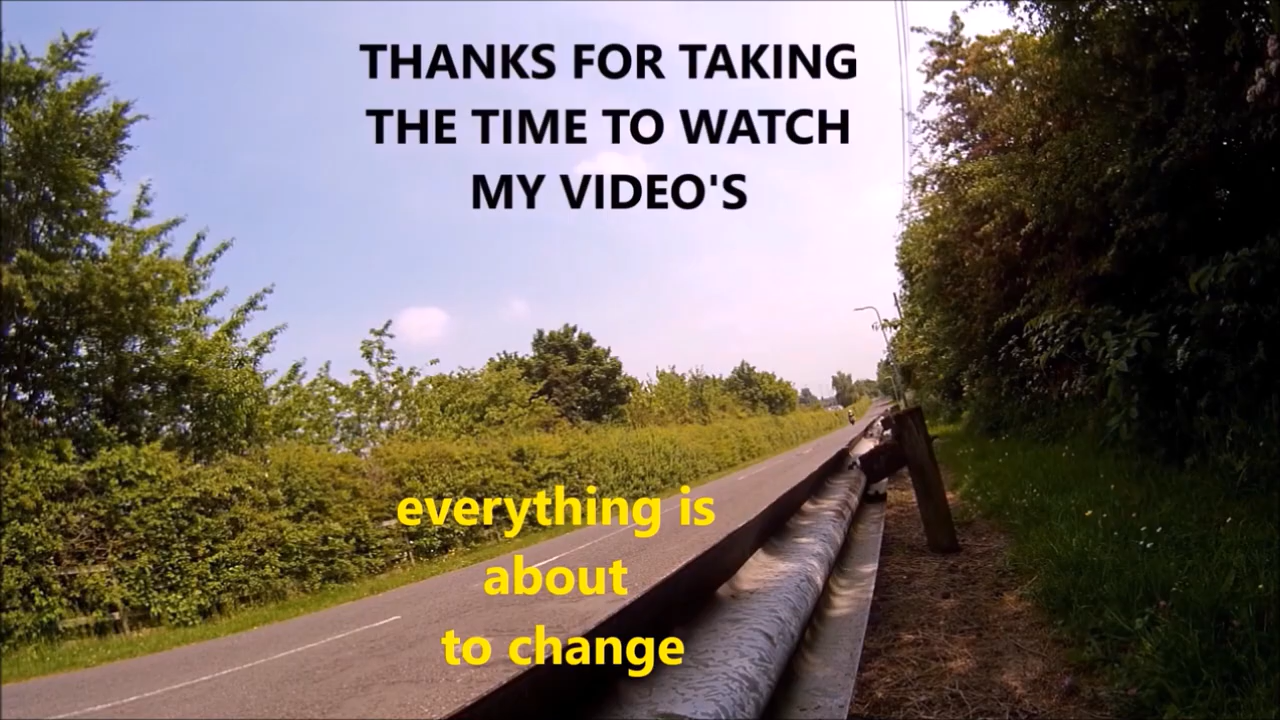 THANKS FOR TAKING
THE TIME TO WATCH
MY VIDEO'S
everything is
about
to change